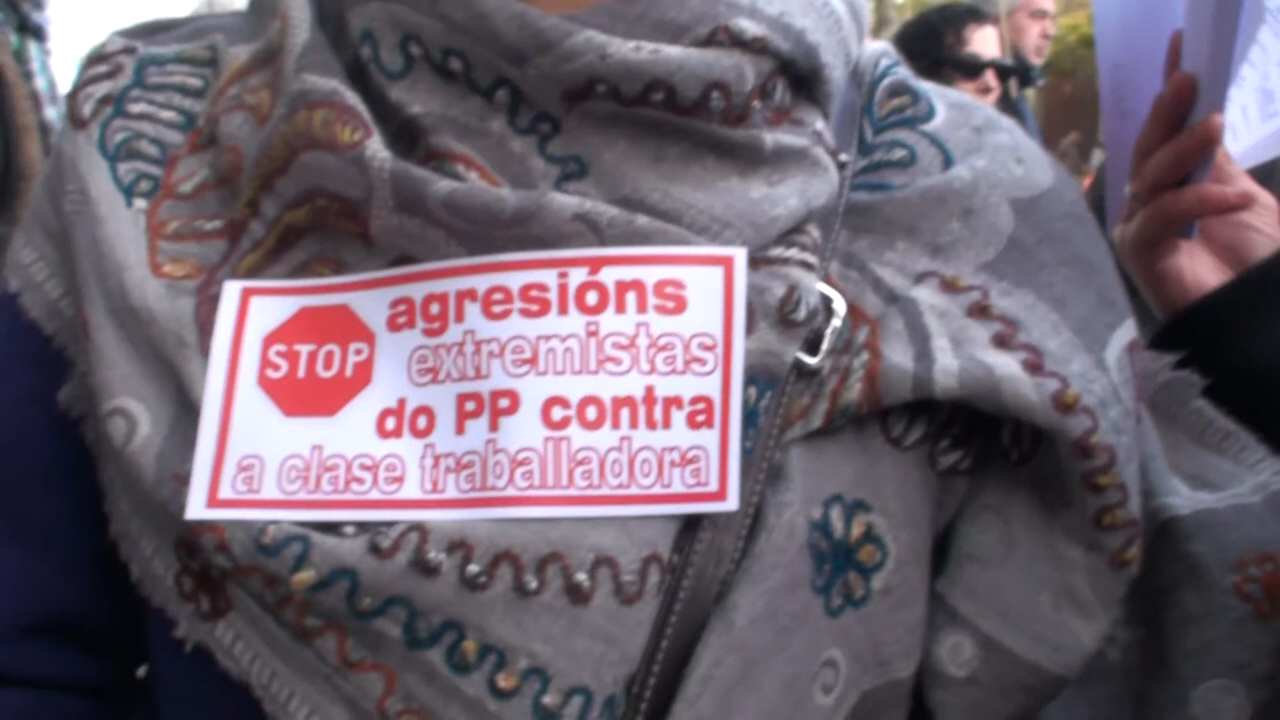 STOP
agresións
extremistas
do PP contra
a clase traballadora